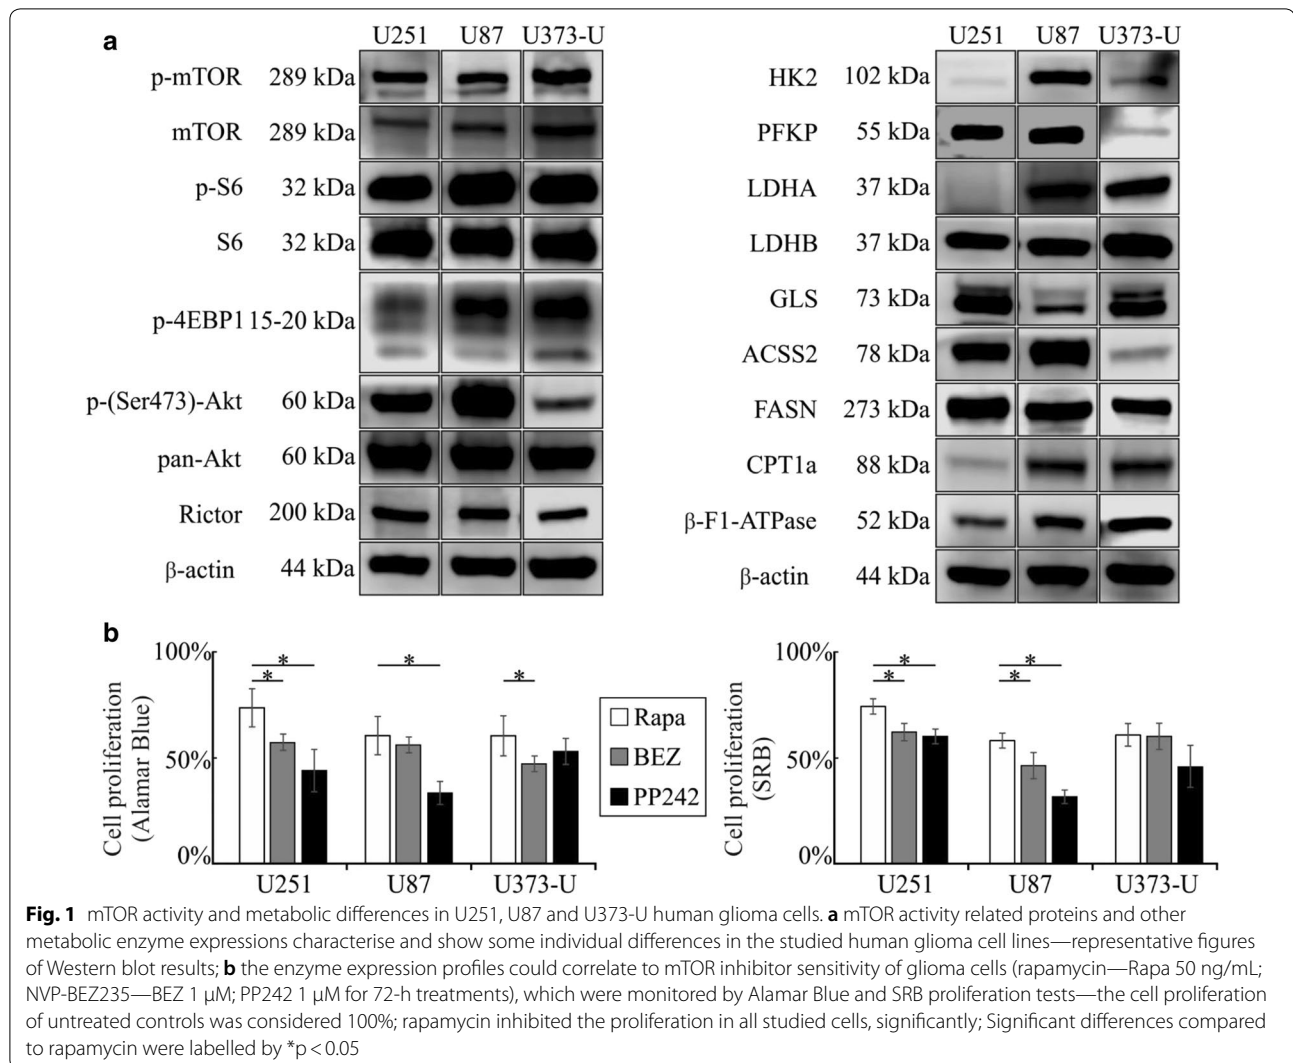 a
U251 U87 U373-U
p-mTOR 289 kDa
mTOR 289 kDa
p-S6 32 kDa
S6 32 kDa
p-4EBP1 15-20 kDa
p-(Ser473)-Akt 60 kDa
pan-Akt 60 kDa
Rictor 200 kDa
β-actin 44 kDa
U251 U87 U373-U
HK2 102 kDa
PFKP 55 kDa
LDHA 37 kDa
LDHB 37 kDa
GLS 73 kDa
ACSS2 78 kDa
FASN 273 kDa
CPT1a 88 kDa
β-F1-ATPase 52 kDa
β-actin 44 kDa
b
Cell proliferation
(Alamar Blue)
100%
50%
0%
* * * *
U251 U87 U373-U
Rapa
BEZ
PP242
Cell proliferation
(SRB)
100%
50%
0%
* * * *
U251 U87 U373-U
Fig. 1 mTOR activity and metabolic differences in U251, U87 and U373-U human glioma cells. a mTOR activity related proteins and other
metabolic enzyme expressions characterise and show some individual differences in the studied human glioma cell lines—representative figures
of Western blot results; b the enzyme expression profiles could correlate to mTOR inhibitor sensitivity of glioma cells (rapamycin—Rapa 50 ng/mL;
NVP-BEZ235—BEZ 1 μM; PP242 1 μM for 72-h treatments), which were monitored by Alamar Blue and SRB proliferation tests—the cell proliferation
of untreated controls was considered 100%; rapamycin inhibited the proliferation in all studied cells, significantly; Significant differences compared
to rapamycin were labelled by *p < 0.05